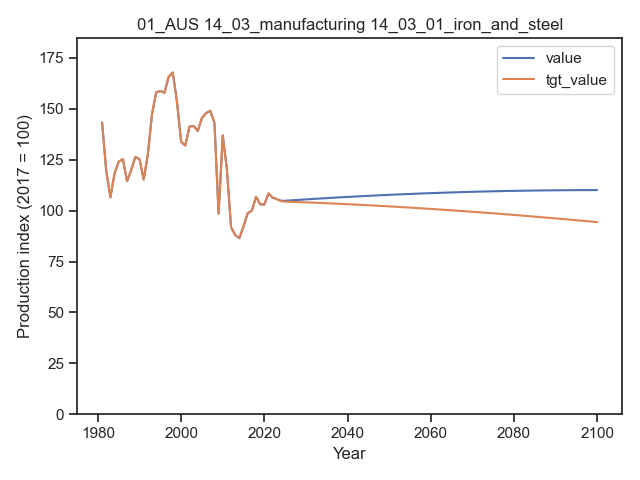 01_AUS 14_03_manufacturing 14_03_01_iron_and_steel
value
tgt_value
Production index (2017 = 100)
175
150
125
100
75
50
25
0
1980 2000 2020 2040 2060 2080 2100
Year